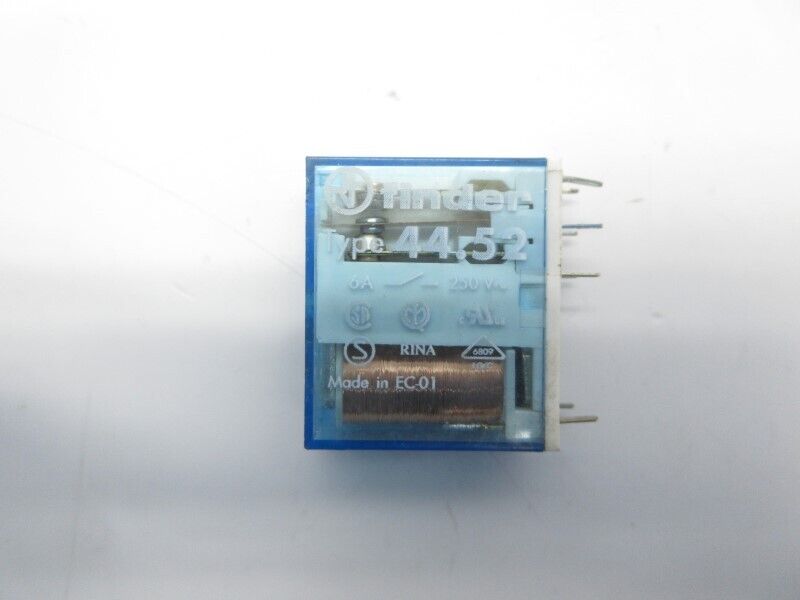 finder
Type 44.52
6A 250 V~
S RINA 6809
Made in EC-01